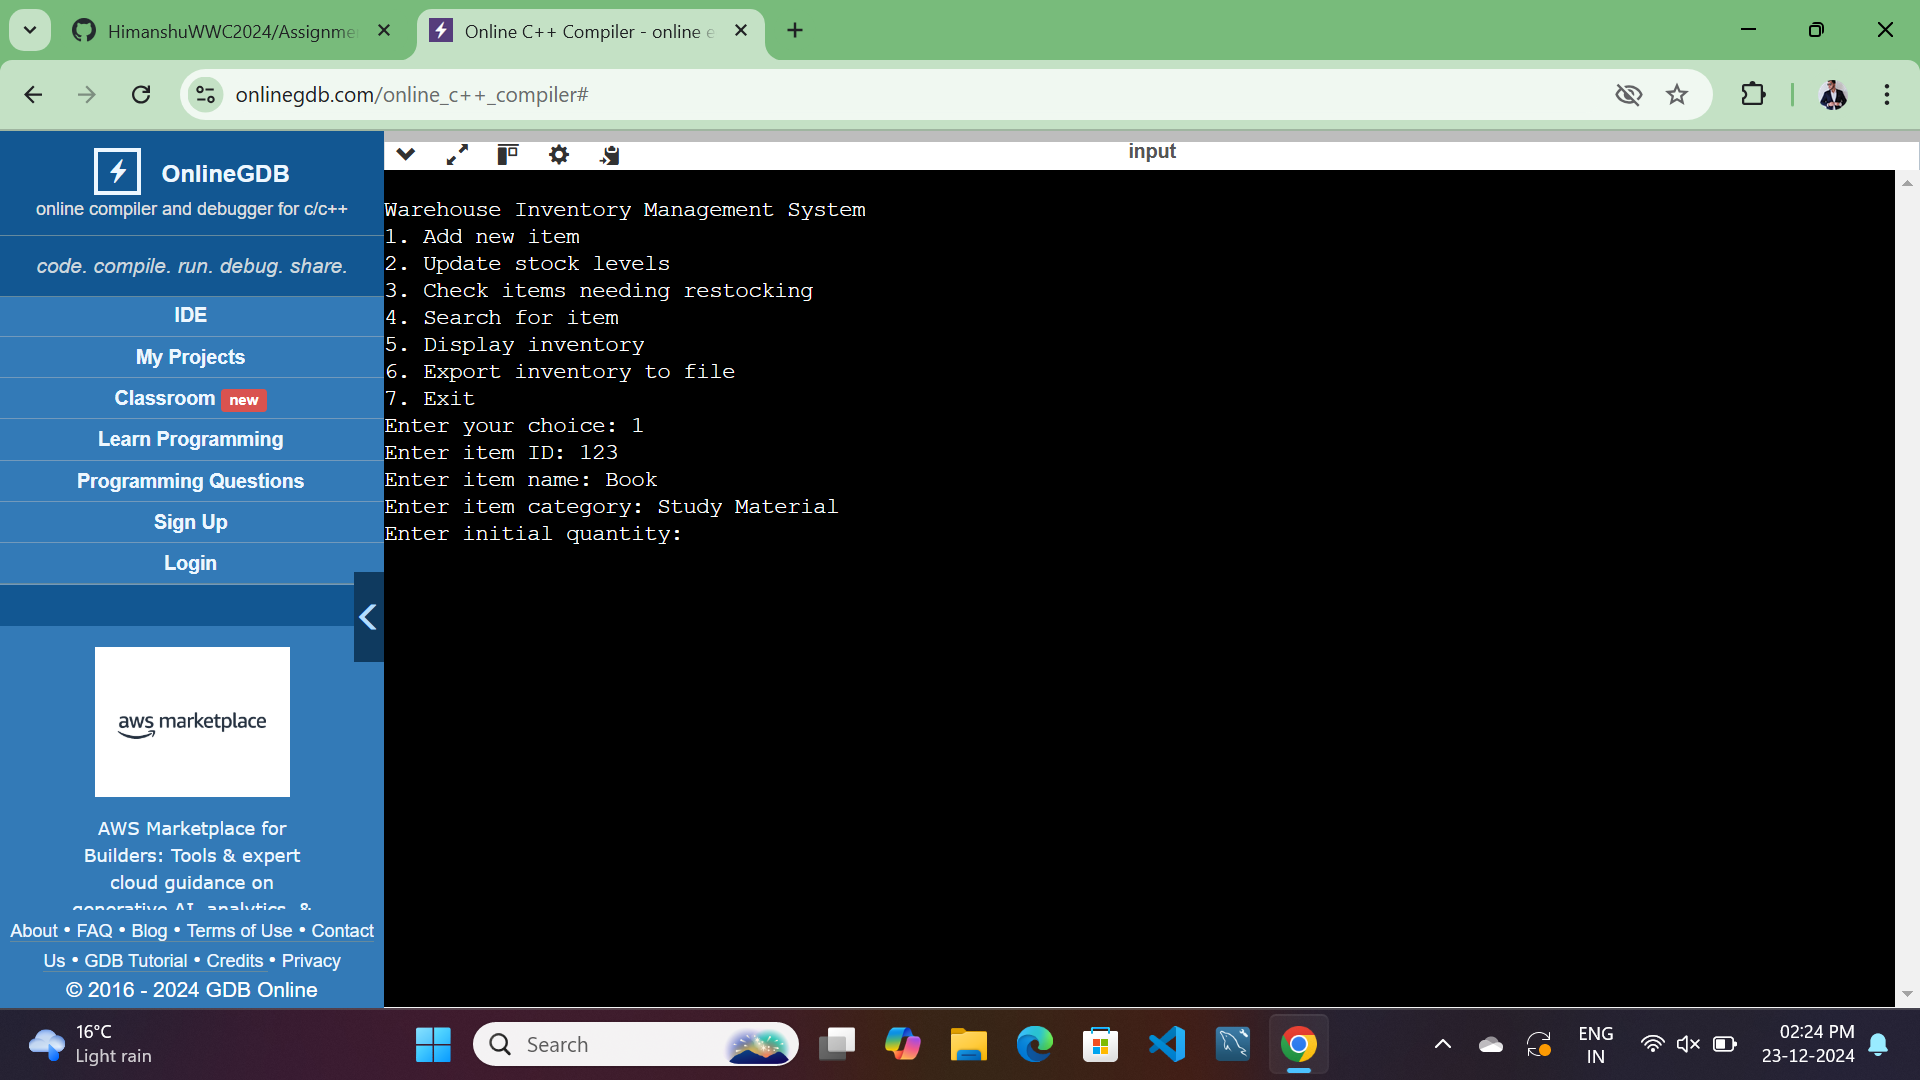 HimanshuWWC2024/Assignme
Online C++ Compiler - online e
onlinegdb.com/online_c++_compiler#
OnlineGDB
online compiler and debugger for c/c++
code. compile. run. debug. share.
IDE
My Projects
Classroom new
Learn Programming
Programming Questions
Sign Up
Login
aws marketplace
AWS Marketplace for
Builders: Tools & expert
cloud guidance on
generative AI, analytics, &
About • FAQ • Blog • Terms of Use • Contact
Us • GDB Tutorial • Credits • Privacy
© 2016 - 2024 GDB Online
input
Warehouse Inventory Management System
1. Add new item
2. Update stock levels
3. Check items needing restocking
4. Search for item
5. Display inventory
6. Export inventory to file
7. Exit
Enter your choice: 1
Enter item ID: 123
Enter item name: Book
Enter item category: Study Material
Enter initial quantity:
16°C
Light rain
Search
ENG
IN
02:24 PM
23-12-2024